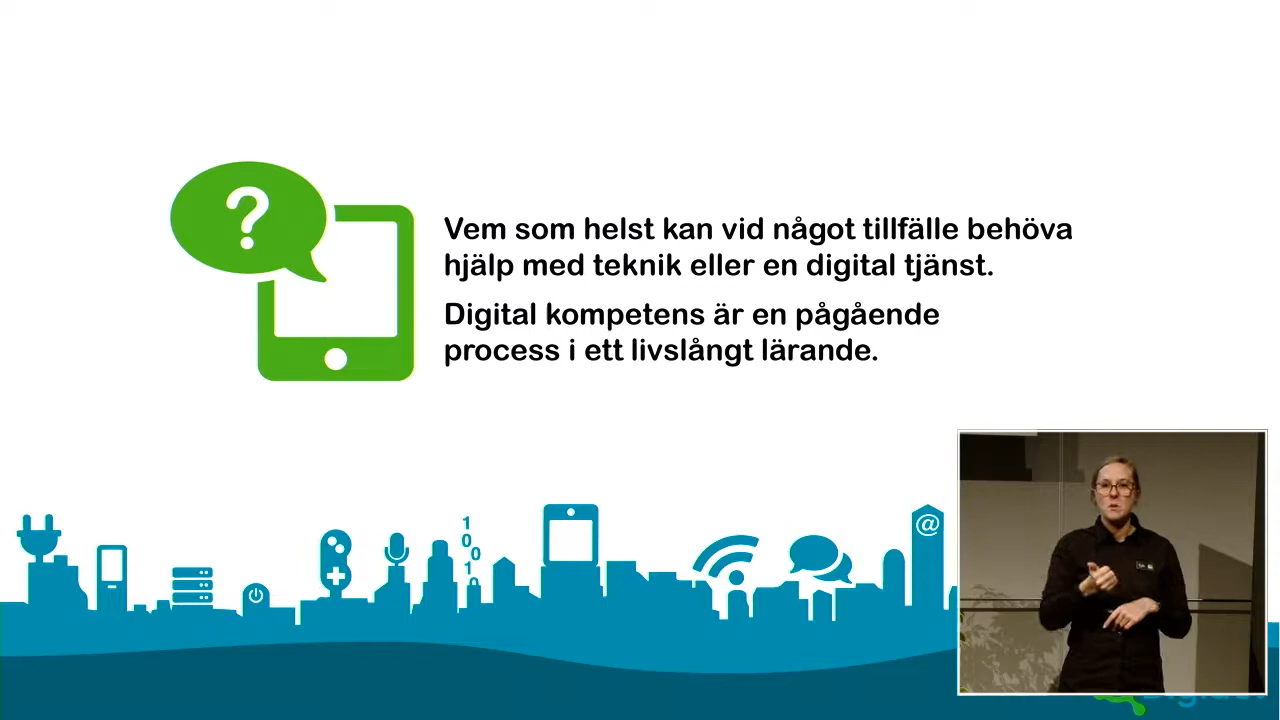 ?
Vem som helst kan vid något tillfälle behöva
hjälp med teknik eller en digital tjänst.
Digital kompetens är en pågående
process i ett livslångt lärande.
1
0
0
1
@